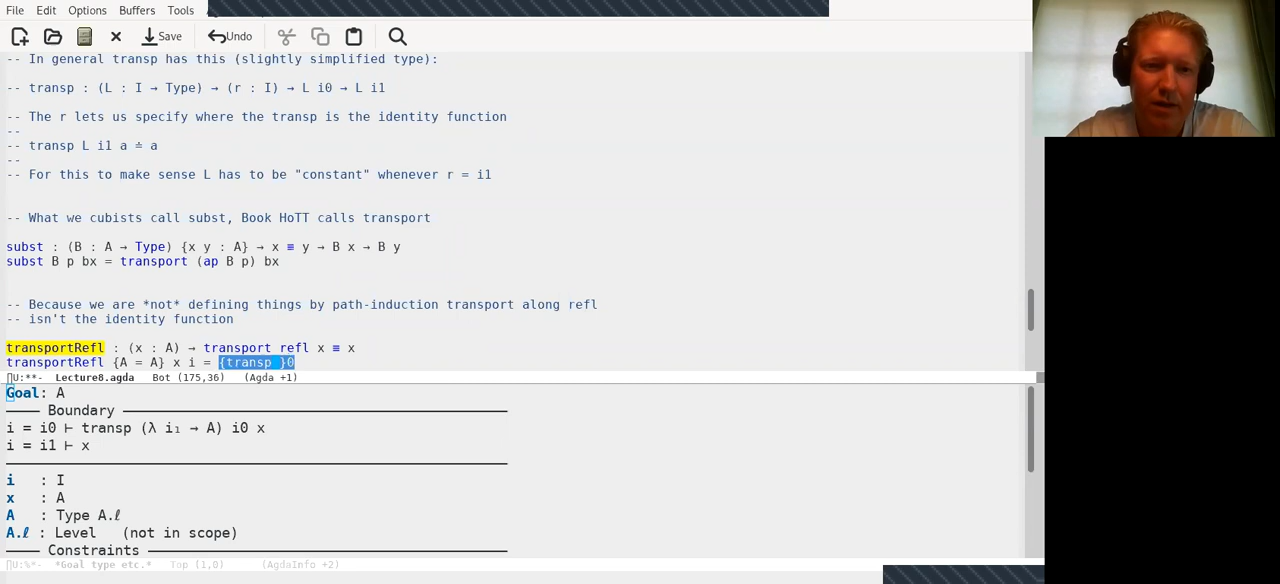 File Edit Options Buffers Tools
Save Undo
-- In general transp has this (slightly simplified type):
-- transp : (L : I → Type) → (r : I) → L i0 → L i1
-- The r lets us specify where the transp is the identity function
--
-- transp L i1 a ≐ a
--
-- For this to make sense L has to be "constant" whenever r = i1
-- What we cubists call subst, Book HoTT calls transport
subst : (B : A → Type) {x y : A} → x ≡ y → B x → B y
subst B p bx = transport (ap B p) bx
-- Because we are *not* defining things by path-induction transport along refl
-- isn't the identity function
transportRefl : (x : A) → transport refl x ≡ x
transportRefl {A = A} x i = {transp }0
U:**- Lecture8.agda Bot (175,36) (Agda +1)
Goal: A
Boundary
i = i0 ⊢ transp (λ i₁ → A) i0 x
i = i1 ⊢ x
i : I
x : A
A : Type A.ℓ
A.ℓ : Level (not in scope)
Constraints
U:%*- *Goal type etc.* Top (1,0) (AgdaInfo +2)